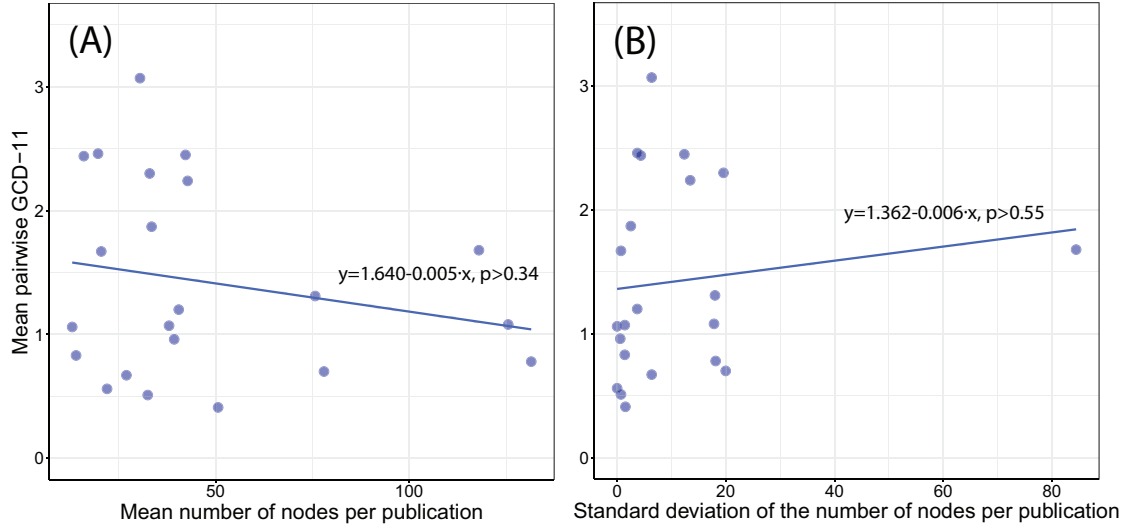 (A)
Mean pairwise GCD−11
3
2
1
0
y=1.640-0.005·x, p>0.34
50
100
Mean number of nodes per publication
(B)
3
2
1
0
y=1.362-0.006·x, p>0.55
0
20
40
60
80
Standard deviation of the number of nodes per publication